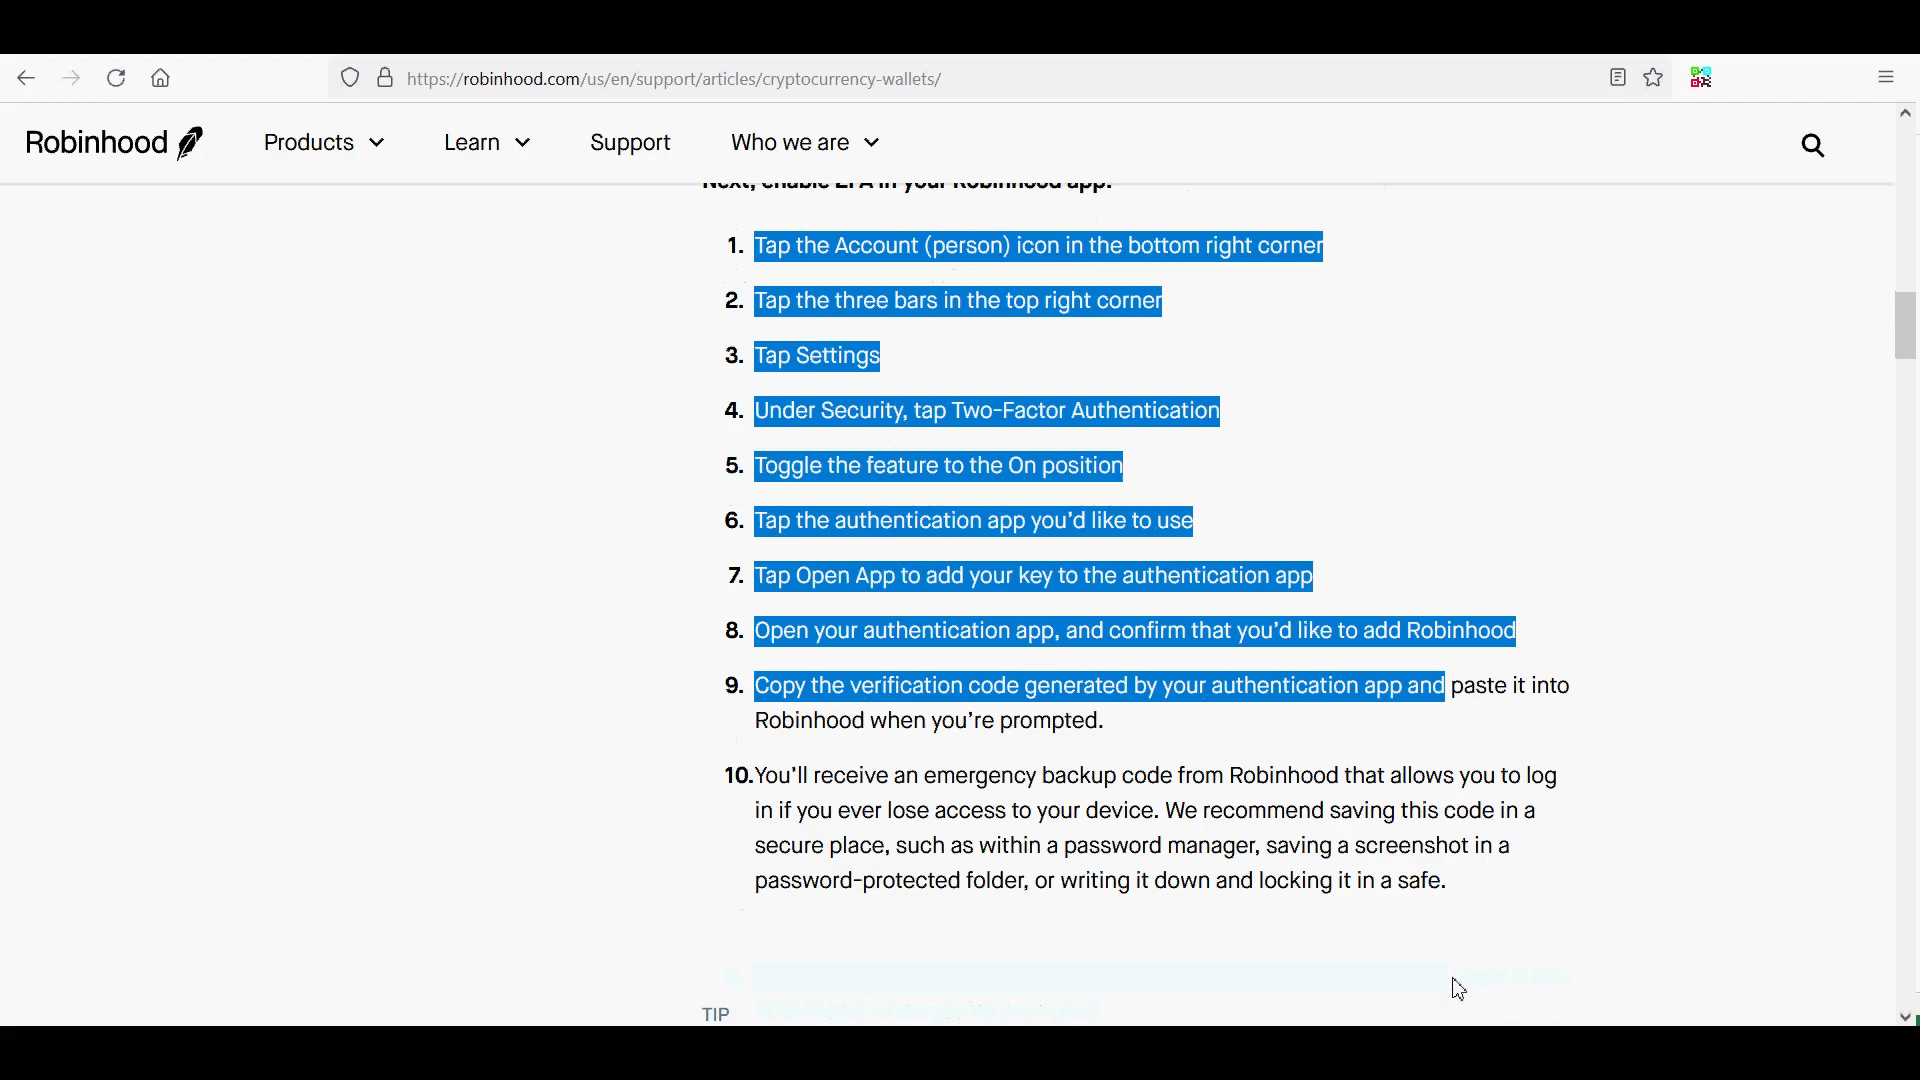 https://robinhood.com/us/en/support/articles/cryptocurrency-wallets/
Robinhood Products Learn Support Who we are
Next, enable 2FA in your Robinhood app:
1. Tap the Account (person) icon in the bottom right corner
2. Tap the three bars in the top right corner
3. Tap Settings
4. Under Security, tap Two-Factor Authentication
5. Toggle the feature to the On position
6. Tap the authentication app you’d like to use
7. Tap Open App to add your key to the authentication app
8. Open your authentication app, and confirm that you’d like to add Robinhood
9. Copy the verification code generated by your authentication app and paste it into
Robinhood when you’re prompted.
10. You’ll receive an emergency backup code from Robinhood that allows you to log
in if you ever lose access to your device. We recommend saving this code in a
secure place, such as within a password manager, saving a screenshot in a
password-protected folder, or writing it down and locking it in a safe.
TIP